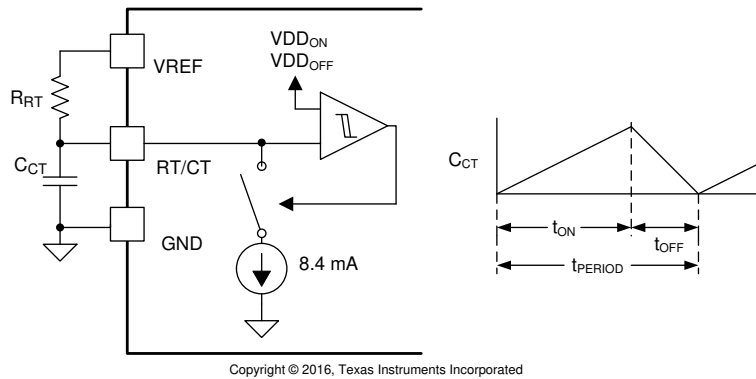 VDD_ON
VDD_OFF
VREF
R_RT
RT/CT
C_CT
GND
8.4 mA
C_CT
t_ON
t_OFF
t_PERIOD
Copyright © 2016, Texas Instruments Incorporated